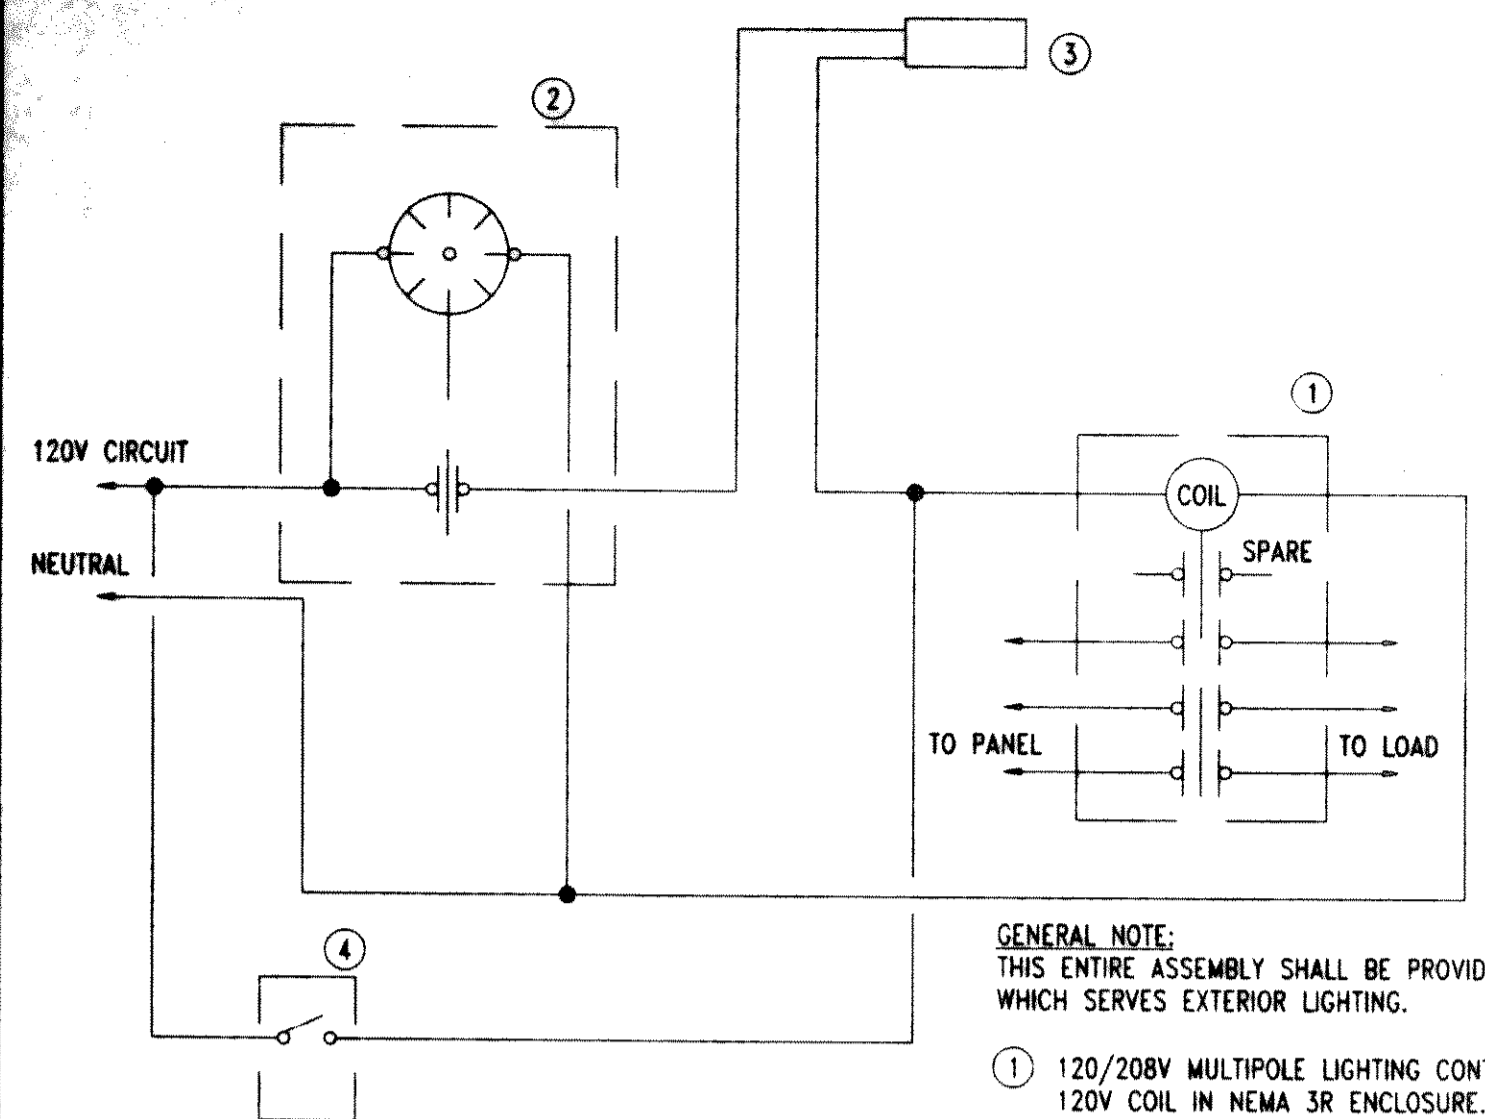 3
2
1
120V CIRCUIT
COIL
SPARE
NEUTRAL
TO PANEL
TO LOAD
4
GENERAL NOTE:
THIS ENTIRE ASSEMBLY SHALL BE PROVID
WHICH SERVES EXTERIOR LIGHTING.
1 120/208V MULTIPOLE LIGHTING CONT
120V COIL IN NEMA 3R ENCLOSURE.